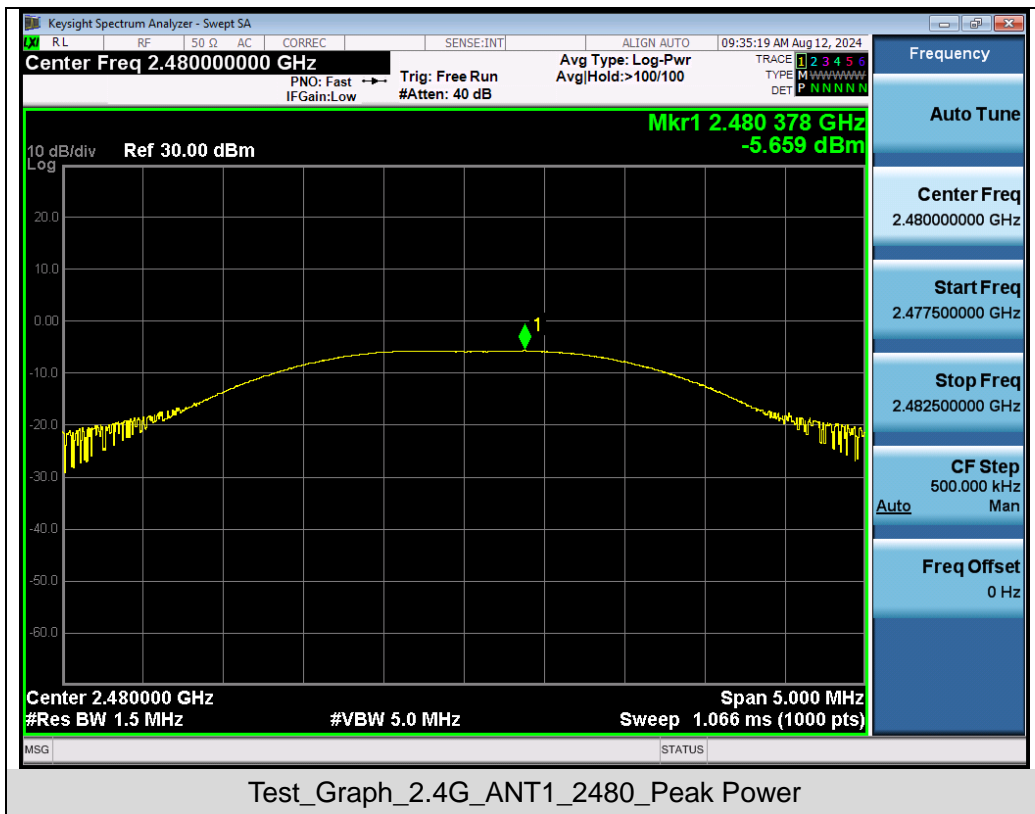 Keysight Spectrum Analyzer - Swept SA
LXI RL RF 50 Ω AC CORREC SENSE:INT ALIGN AUTO 09:35:19 AM Aug 12, 2024
Center Freq 2.480000000 GHz
PNO: Fast
IFGain:Low
Trig: Free Run
#Atten: 40 dB
Avg Type: Log-Pwr
Avg|Hold:>100/100
TRACE 1 2 3 4 5 6
TYPE M W W W W W
DET P N N N N N
Mkr1 2.480 378 GHz
-5.659 dBm
10 dB/div Ref 30.00 dBm
Log
20.0
10.0
0.00
1
-10.0
-20.0
-30.0
-40.0
-50.0
-60.0
Center 2.480000 GHz Span 5.000 MHz
#Res BW 1.5 MHz #VBW 5.0 MHz Sweep 1.066 ms (1000 pts)
MSG STATUS
Frequency
Auto Tune
Center Freq
2.480000000 GHz
Start Freq
2.477500000 GHz
Stop Freq
2.482500000 GHz
CF Step
500.000 kHz
Auto Man
Freq Offset
0 Hz
Test_Graph_2.4G_ANT1_2480_Peak Power